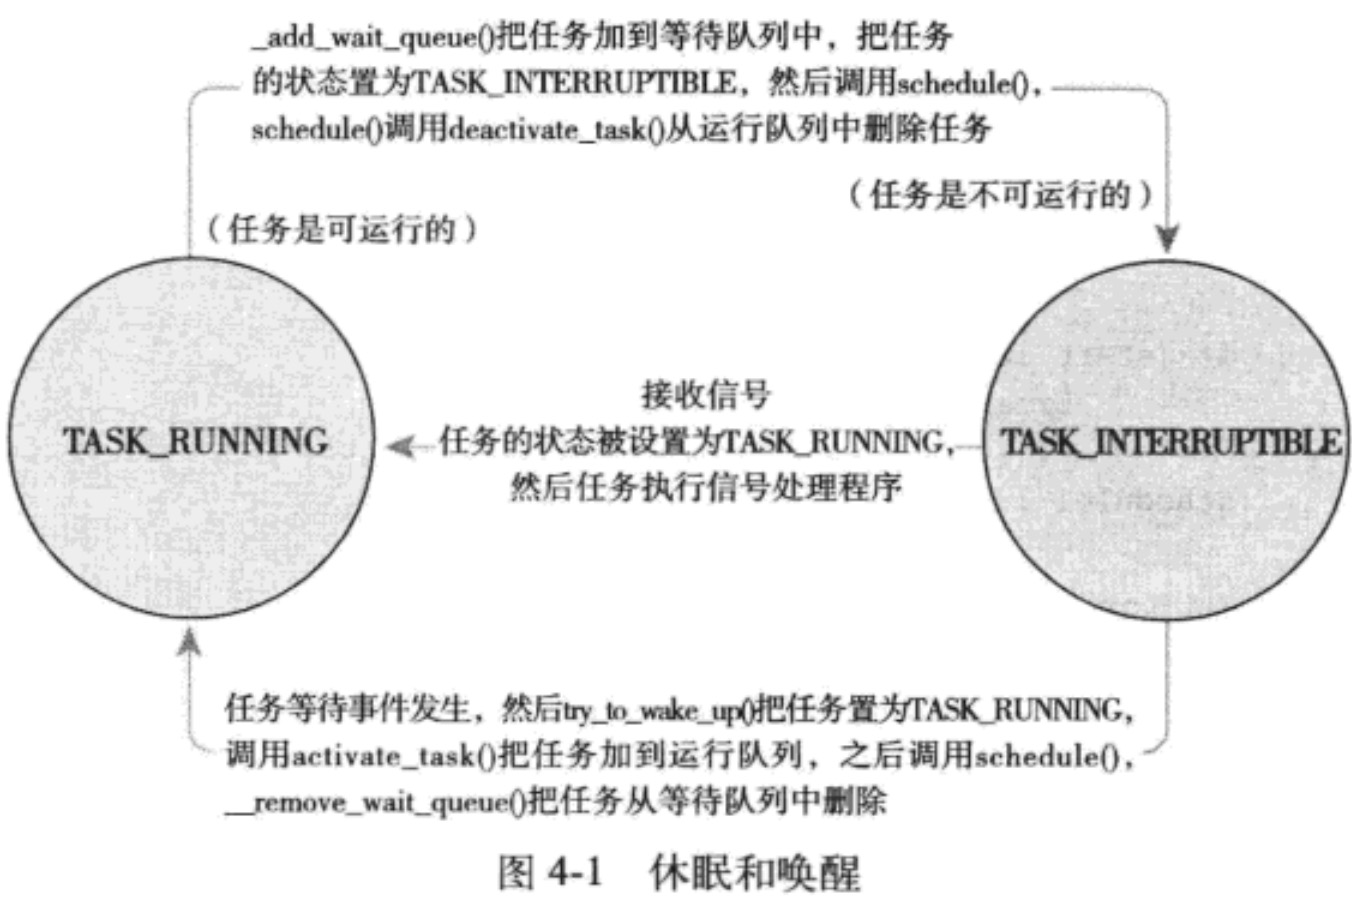 _add_wait_queue()把任务加到等待队列中，把任务
的状态置为TASK_INTERRUPTIBLE，然后调用schedule()，
schedule()调用deactivate_task()从运行队列中删除任务
（任务是不可运行的）
（任务是可运行的）
接收信号
TASK_RUNNING
任务的状态被设置为TASK_RUNNING，
TASK_INTERRUPTIBLE
然后任务执行信号处理程序
任务等待事件发生，然后try_to_wake_up()把任务置为TASK_RUNNING，
调用activate_task()把任务加到运行队列，之后调用schedule()，
__remove_wait_queue()把任务从等待队列中删除
图 4-1 休眠和唤醒